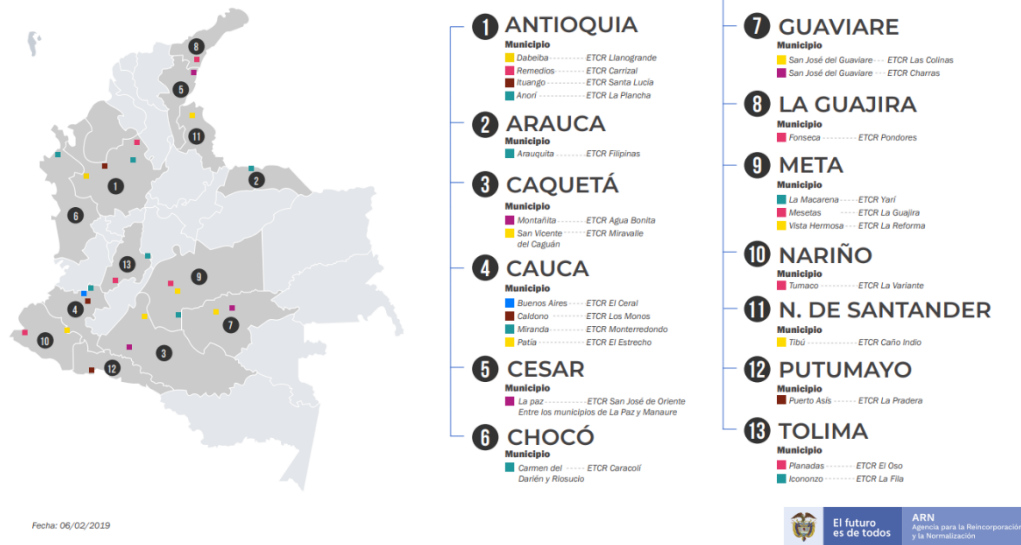 1 ANTIOQUIA
Municipio
Dabeiba ETCR Llanogrande
Remedios ETCR Carrizal
Ituango ETCR Santa Lucía
Anorí ETCR La Plancha
2 ARAUCA
Municipio
Arauquita ETCR Filipinas
3 CAQUETÁ
Municipio
Montañita ETCR Agua Bonita
San Vicente ETCR Miravalle
del Caguán
4 CAUCA
Municipio
Buenos Aires ETCR El Ceral
Caldono ETCR Los Monos
Miranda ETCR Monterredondo
Patía ETCR El Estrecho
5 CESAR
Municipio
La paz ETCR San José de Oriente
Entre los municipios de La Paz y Manaure
6 CHOCÓ
Municipio
Carmen del ETCR Caracolí
Darién y Riosucio
7 GUAVIARE
Municipio
San José del Guaviare ETCR Las Colinas
San José del Guaviare ETCR Charras
8 LA GUAJIRA
Municipio
Fonseca ETCR Pondores
9 META
Municipio
La Macarena ETCR Yarí
Mesetas ETCR La Guajira
Vista Hermosa ETCR La Reforma
10 NARIÑO
Municipio
Tumaco ETCR La Variante
11 N. DE SANTANDER
Municipio
Tibú ETCR Caño Indio
12 PUTUMAYO
Municipio
Puerto Asís ETCR La Pradera
13 TOLIMA
Municipio
Planadas ETCR El Oso
Icononzo ETCR La Fila
8
5
11
2
1
6
13
9
4
7
10
3
12
Fecha: 06/02/2019
El futuro
es de todos
ARN
Agencia para la Reincorporación
y la Normalización